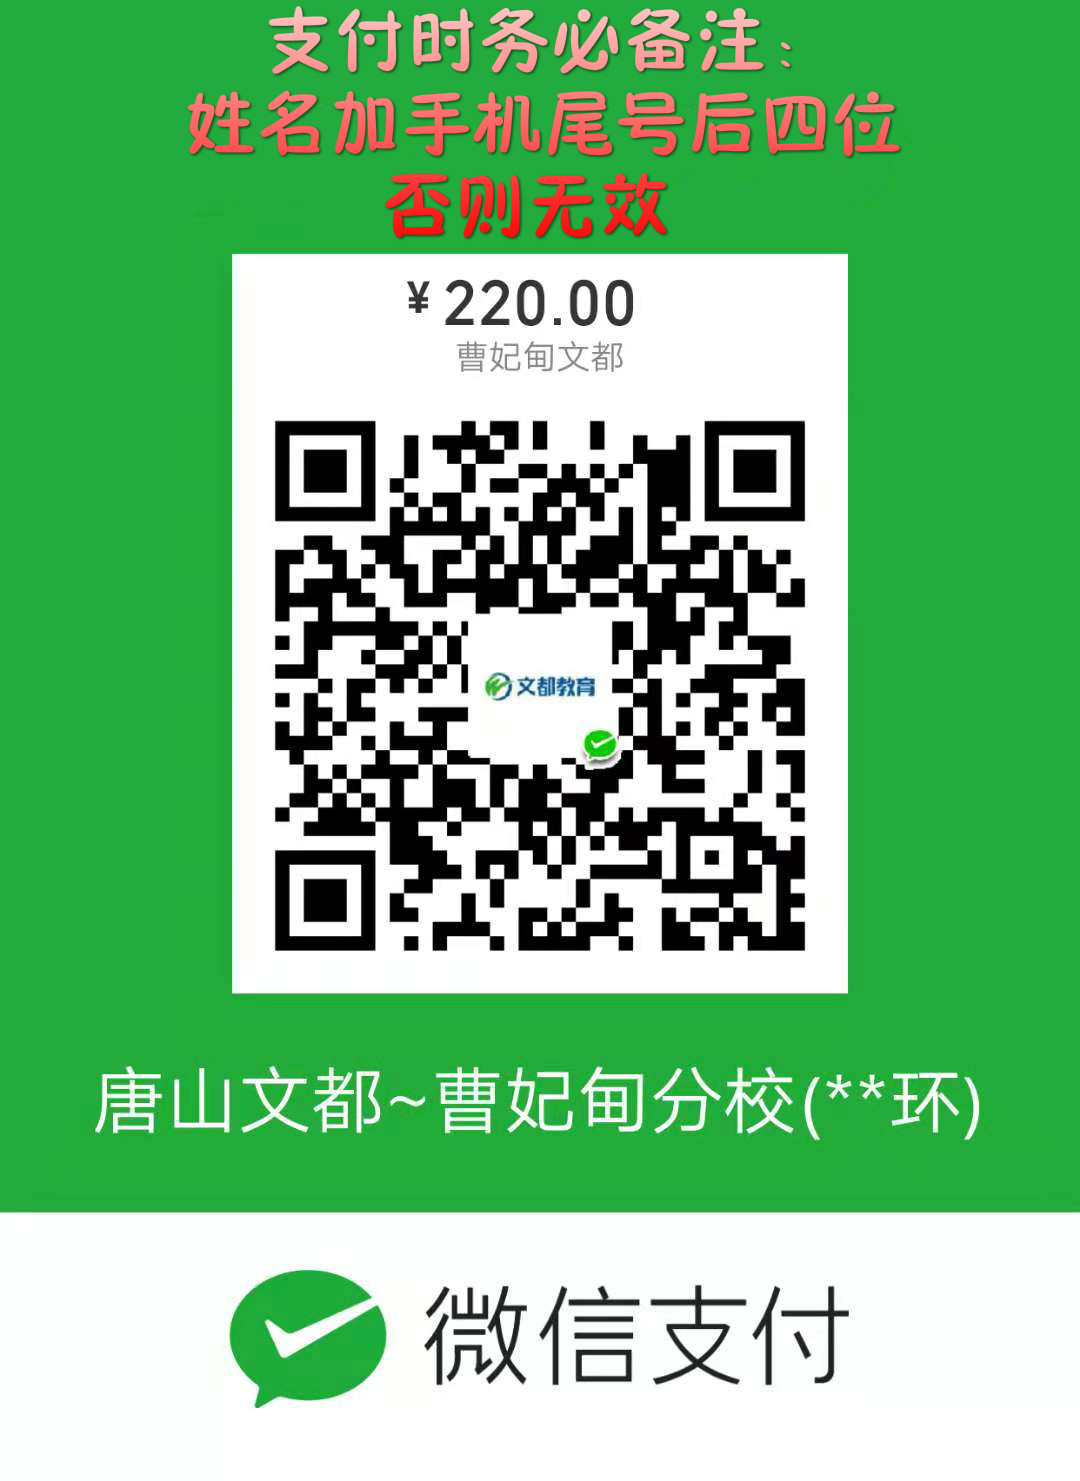 支付时务必备注：
姓名加手机尾号后四位
否则无效
¥220.00
曹妃甸文都
文都教育
唐山文都~曹妃甸分校(**环)
微信支付